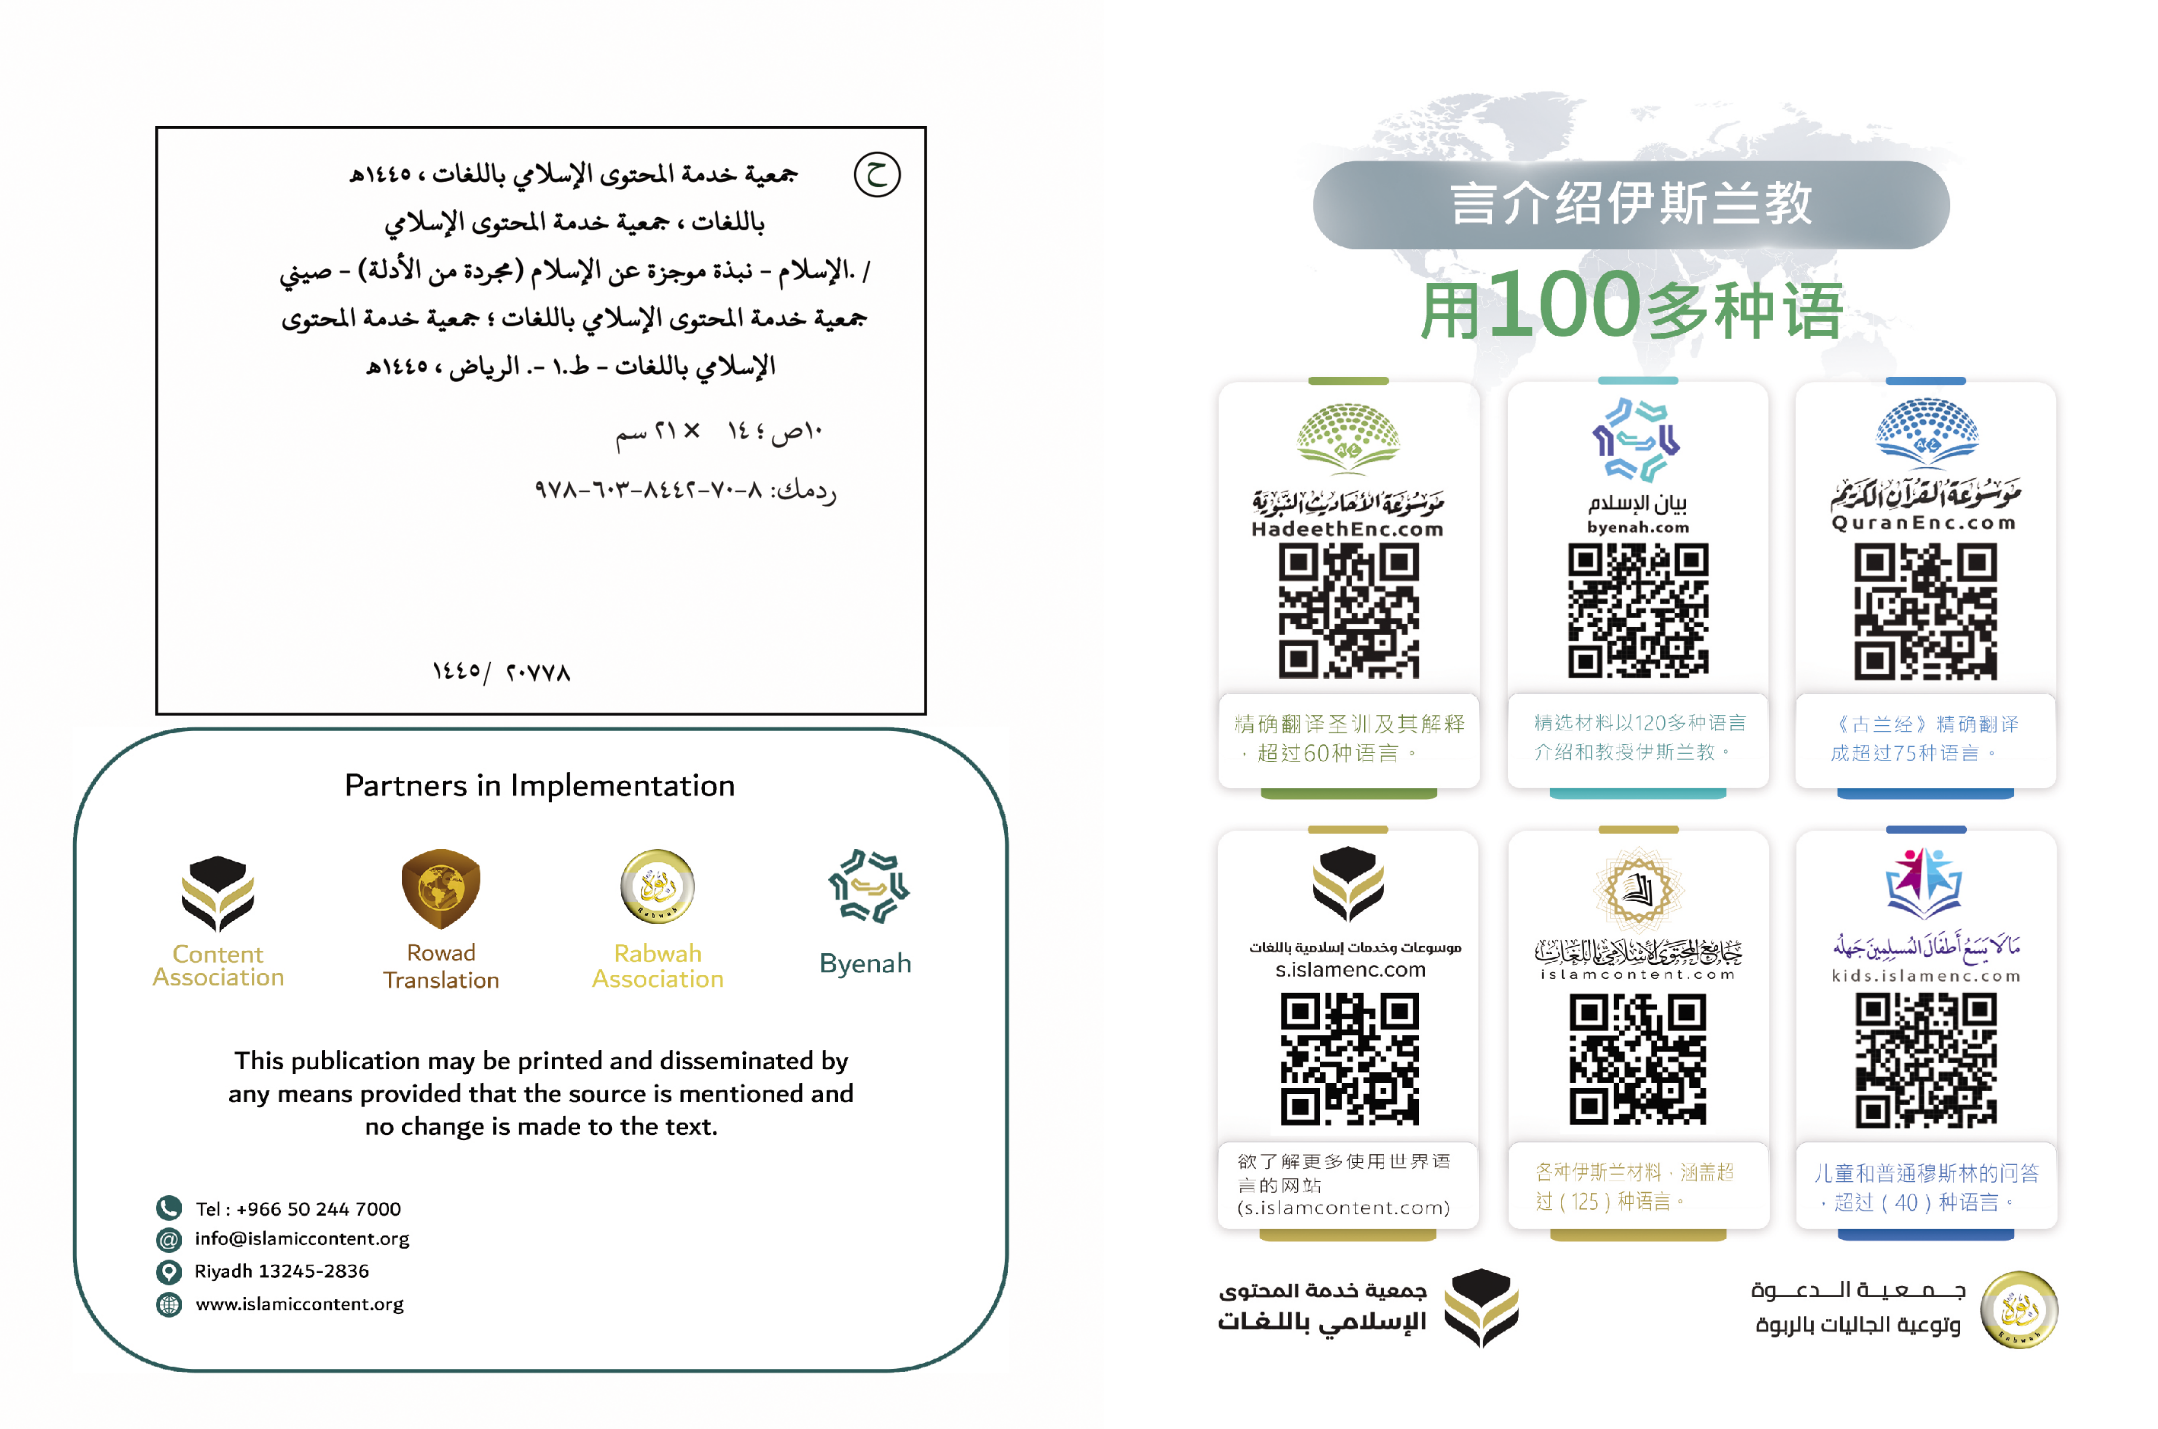 ح
جمعية خدمة المحتوى الإسلامي باللغات ، ١٤٤٥هـ
باللغات ، جمعية خدمة المحتوى الإسلامي
/ .الإسلام - نبذة موجزة عن الإسلام (مجردة من الأدلة) - صيني
جمعية خدمة المحتوى الإسلامي باللغات ؛ جمعية خدمة المحتوى
الإسلامي باللغات - ط.١ -. الرياض ، ١٤٤٥هـ
١٠ص ؛ ١٤ × ٢١ سم
ردمك: ٨-٧٠-٨٤٤٢-٦٠٣-٩٧٨
١٤٤٥/ ٢٠٧٧٨
Partners in Implementation
Content
Association
Rowad
Translation
Rabwah
Association
Byenah
This publication may be printed and disseminated by
any means provided that the source is mentioned and
no change is made to the text.
Tel : +966 50 244 7000
info@islamiccontent.org
Riyadh 13245-2836
www.islamiccontent.org
言介绍伊斯兰教
用100多种语
موسوعة الأحاديث النبوية
HadeethEnc.com
精确翻译圣训及其解释
，超过60种语言。
بيان الإسلام
byenah.com
精选材料以120多种语言
介绍和教授伊斯兰教。
موسوعة القرآن الكريم
QuranEnc.com
《古兰经》精确翻译
成超过75种语言。
موسوعات وخدمات إسلامية باللغات
s.islamenc.com
欲了解更多使用世界语
言的网站
(s.islamcontent.com)
جامع المحتوى الإسلامي باللغات
islamcontent.com
各种伊斯兰材料，涵盖超
过（125）种语言。
مَا لَا يَسَعُ أَطْفَالَ المُسْلِمِينَ جَهْلُه
kids.islamenc.com
儿童和普通穆斯林的问答
，超过（40）种语言。
جمعية خدمة المحتوى
الإسلامي باللغات
جـمـعـيـة الـدعـوة
وتوعية الجاليات بالربوة